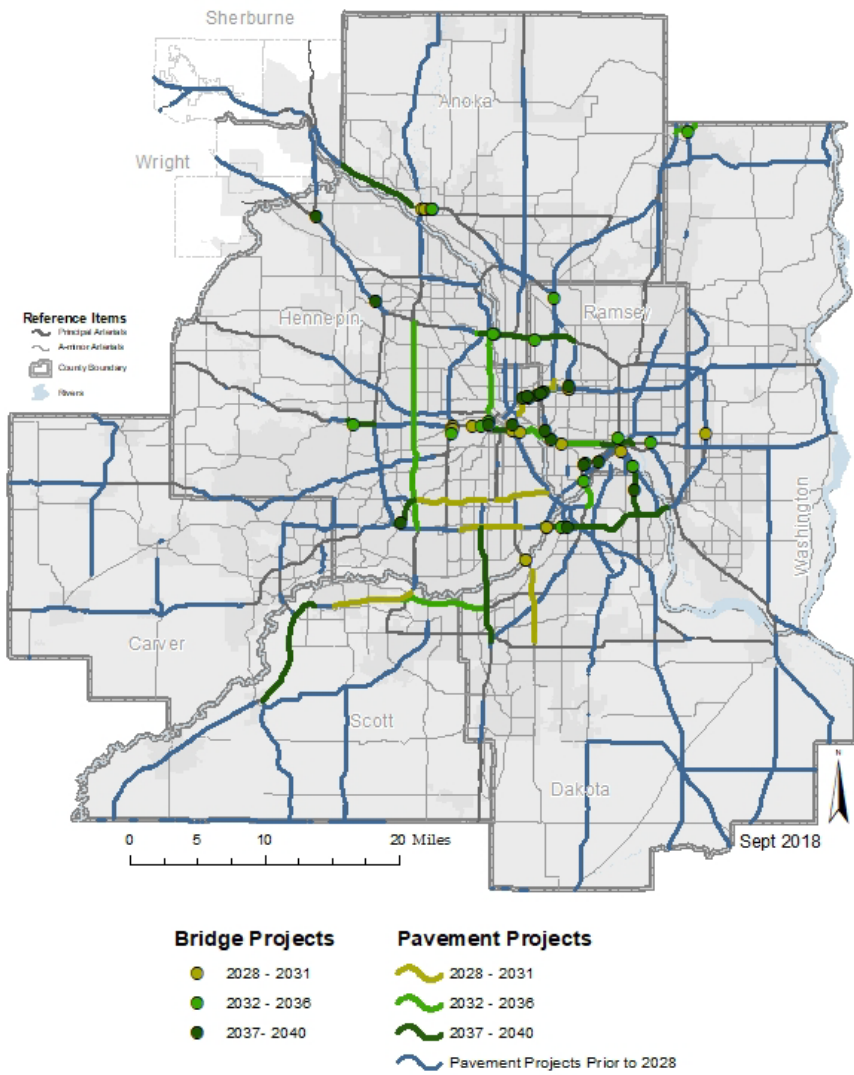 Sherburne
Anoka
Wright
Reference Items
Principal Arterials
A-minor Arterials
County Boundary
Rivers
Hennepin
Ramsey
Washington
Carver
Scott
Dakota
N
0 5 10 20 Miles
Sept 2018
Bridge Projects
2028 - 2031
2032 - 2036
2037- 2040
Pavement Projects
2028 - 2031
2032 - 2036
2037 - 2040
Pavement Projects Prior to 2028